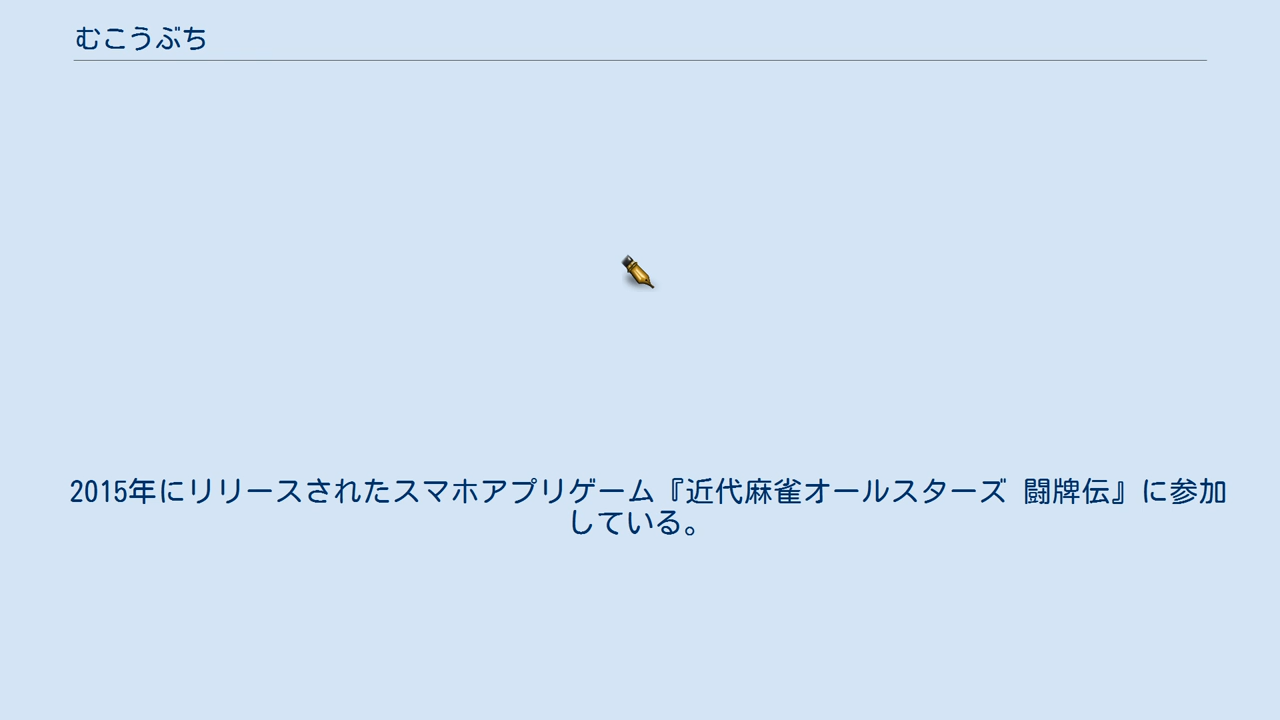 むこうぶち
2015年にリリースされたスマホアプリゲーム『近代麻雀オールスターズ 闘牌伝』に参加
している。